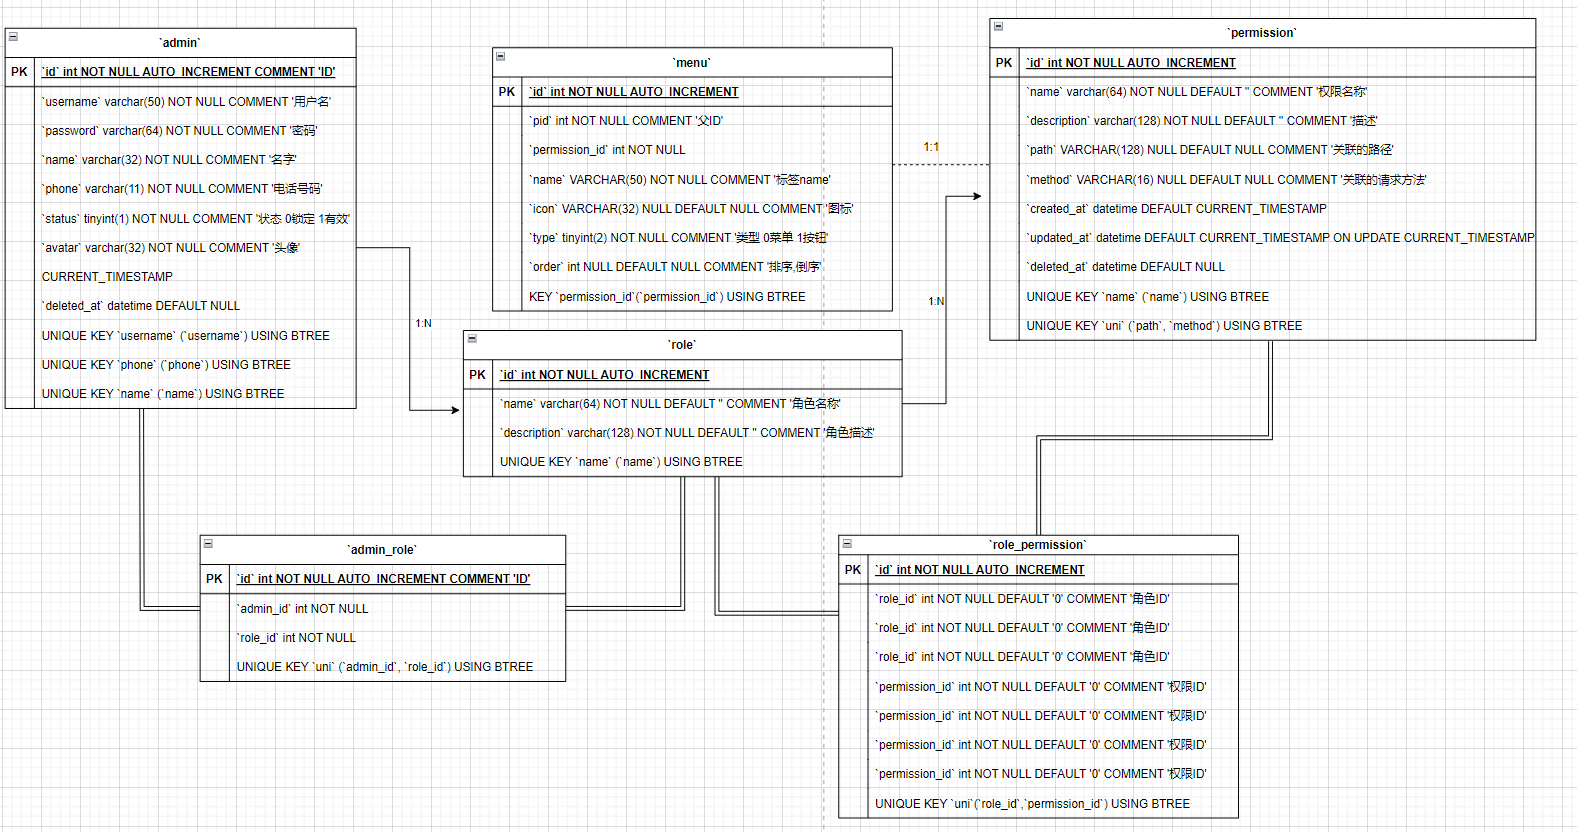 `admin`
PK
`id` int NOT NULL AUTO_INCREMENT COMMENT 'ID'
`username` varchar(50) NOT NULL COMMENT '用户名'
`password` varchar(64) NOT NULL COMMENT '密码'
`name` varchar(32) NOT NULL COMMENT '名字'
`phone` varchar(11) NOT NULL COMMENT '电话号码'
`status` tinyint(1) NOT NULL COMMENT '状态 0锁定 1有效'
`avatar` varchar(32) NOT NULL COMMENT '头像'
CURRENT_TIMESTAMP
`deleted_at` datetime DEFAULT NULL
UNIQUE KEY `username` (`username`) USING BTREE
UNIQUE KEY `phone` (`phone`) USING BTREE
UNIQUE KEY `name` (`name`) USING BTREE
`menu`
PK
`id` int NOT NULL AUTO_INCREMENT
`pid` int NOT NULL COMMENT '父ID'
`permission_id` int NOT NULL
`name` VARCHAR(50) NOT NULL COMMENT '标签name'
`icon` VARCHAR(32) NULL DEFAULT NULL COMMENT '图标'
`type` tinyint(2) NOT NULL COMMENT '类型 0菜单 1按钮'
`order` int NULL DEFAULT NULL COMMENT '排序,倒序'
KEY `permission_id`(`permission_id`) USING BTREE
1:1
`permission`
PK
`id` int NOT NULL AUTO_INCREMENT
`name` varchar(64) NOT NULL DEFAULT '' COMMENT '权限名称'
`description` varchar(128) NOT NULL DEFAULT '' COMMENT '描述'
`path` VARCHAR(128) NULL DEFAULT NULL COMMENT '关联的路径'
`method` VARCHAR(16) NULL DEFAULT NULL COMMENT '关联的请求方法'
`created_at` datetime DEFAULT CURRENT_TIMESTAMP
`updated_at` datetime DEFAULT CURRENT_TIMESTAMP ON UPDATE CURRENT_TIMESTAMP
`deleted_at` datetime DEFAULT NULL
UNIQUE KEY `name` (`name`) USING BTREE
UNIQUE KEY `uni` (`path`, `method`) USING BTREE
1:N
1:N
`role`
PK
`id` int NOT NULL AUTO_INCREMENT
`name` varchar(64) NOT NULL DEFAULT '' COMMENT '角色名称'
`description` varchar(128) NOT NULL DEFAULT '' COMMENT '角色描述'
UNIQUE KEY `name` (`name`) USING BTREE
`admin_role`
PK
`id` int NOT NULL AUTO_INCREMENT COMMENT 'ID'
`admin_id` int NOT NULL
`role_id` int NOT NULL
UNIQUE KEY `uni` (`admin_id`, `role_id`) USING BTREE
`role_permission`
PK
`id` int NOT NULL AUTO_INCREMENT
`role_id` int NOT NULL DEFAULT '0' COMMENT '角色ID'
`role_id` int NOT NULL DEFAULT '0' COMMENT '角色ID'
`role_id` int NOT NULL DEFAULT '0' COMMENT '角色ID'
`permission_id` int NOT NULL DEFAULT '0' COMMENT '权限ID'
`permission_id` int NOT NULL DEFAULT '0' COMMENT '权限ID'
`permission_id` int NOT NULL DEFAULT '0' COMMENT '权限ID'
`permission_id` int NOT NULL DEFAULT '0' COMMENT '权限ID'
UNIQUE KEY `uni`(`role_id`,`permission_id`) USING BTREE